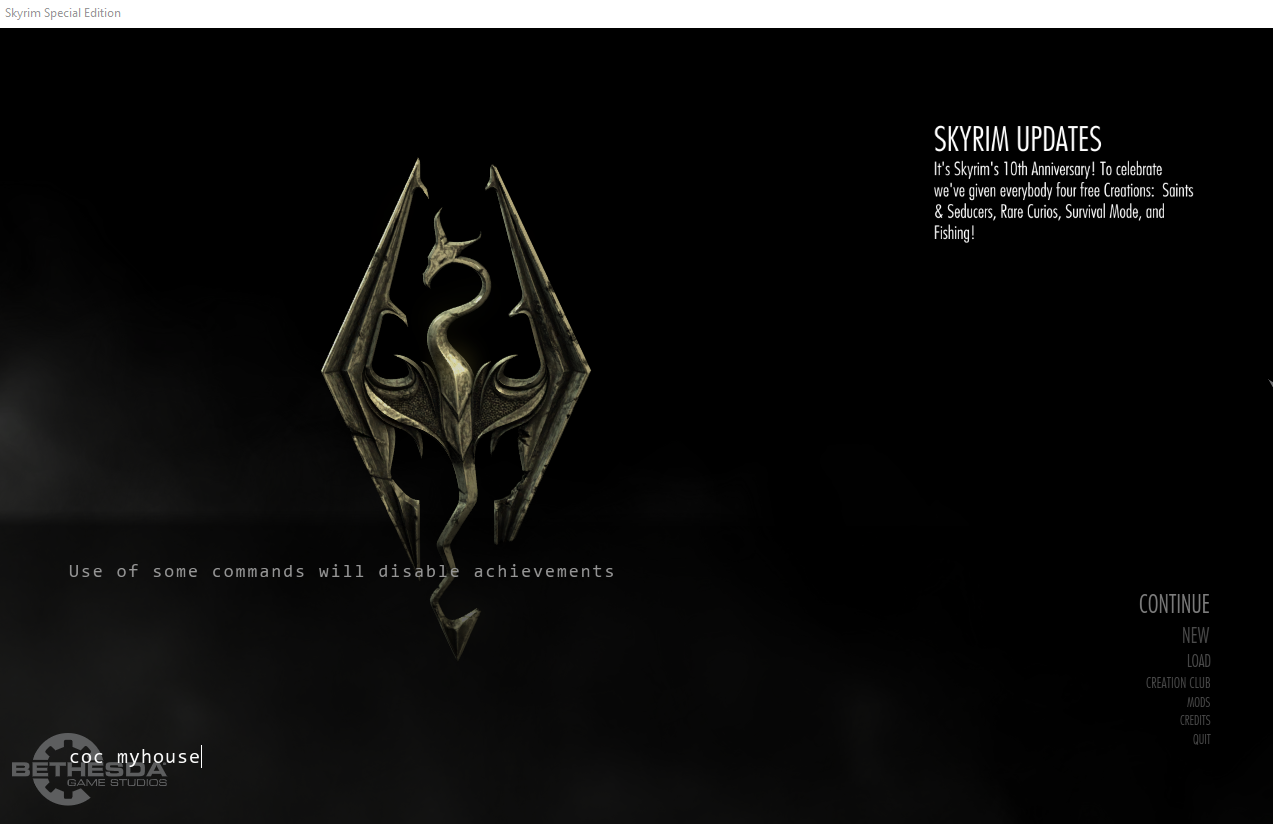 Skyrim Special Edition
SKYRIM UPDATES
It's Skyrim's 10th Anniversary! To celebrate
we've given everybody four free Creations: Saints
& Seducers, Rare Curios, Survival Mode, and
Fishing!
Use of some commands will disable achievements
CONTINUE
NEW
LOAD
CREATION CLUB
MODS
CREDITS
QUIT
coc myhouse
BETHESDA
GAME STUDIOS